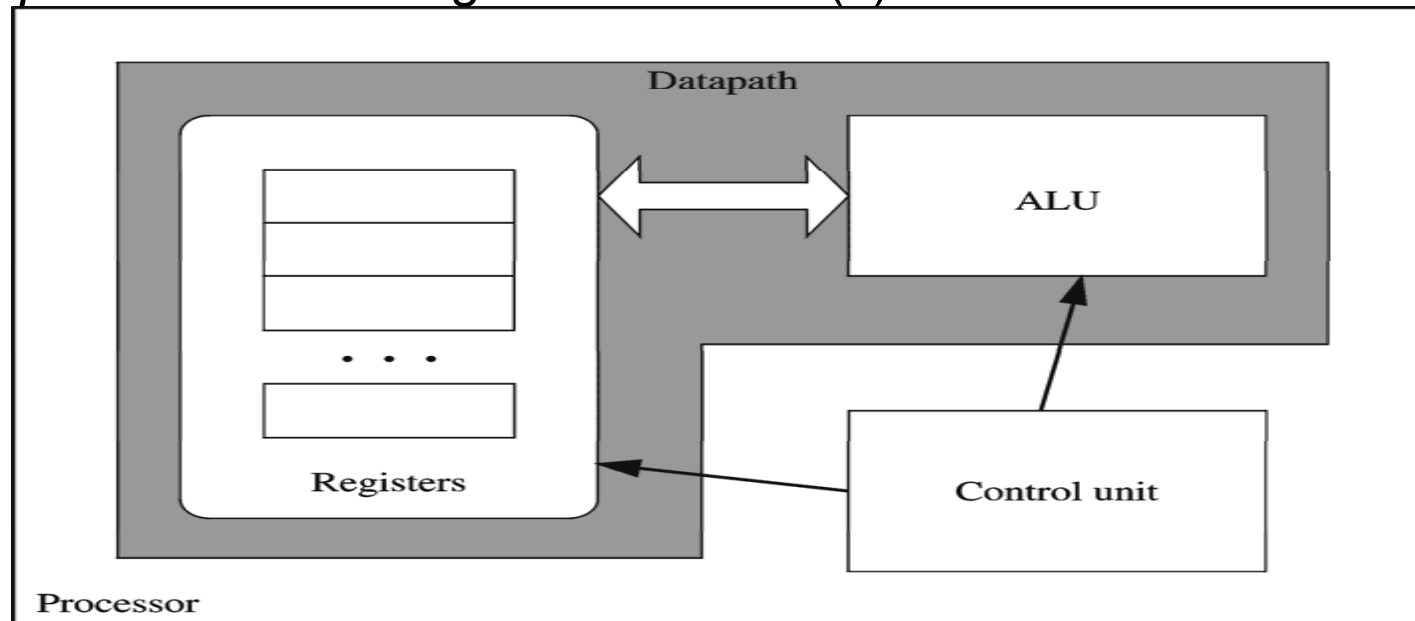 Datapath
ALU
Registers
Control unit
Processor